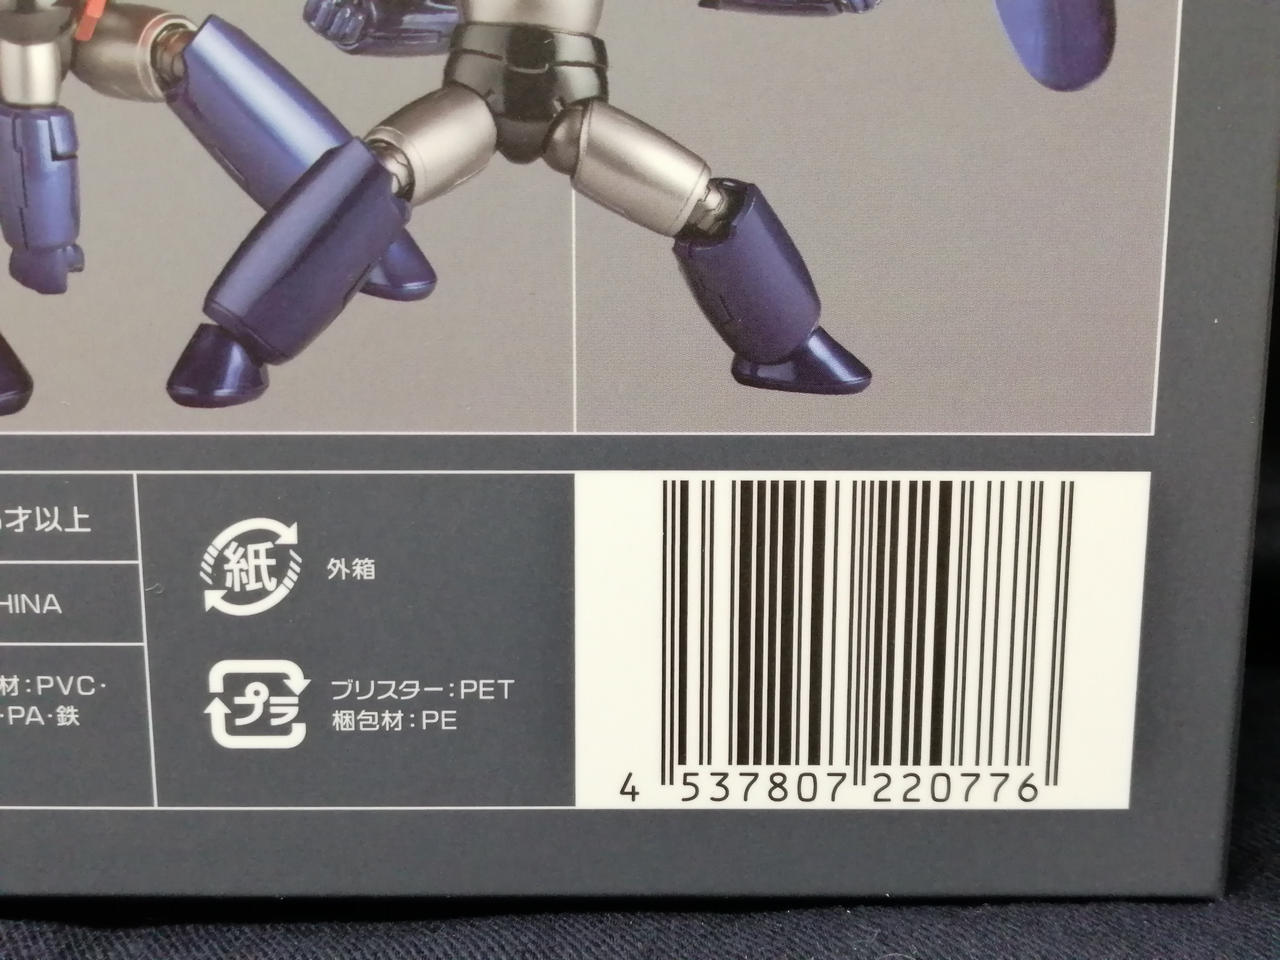 才以上
HINA
材:PVC・
・PA・鉄
紙
外箱
プラ
ブリスター:PET
梱包材:PE
4 537807 220776